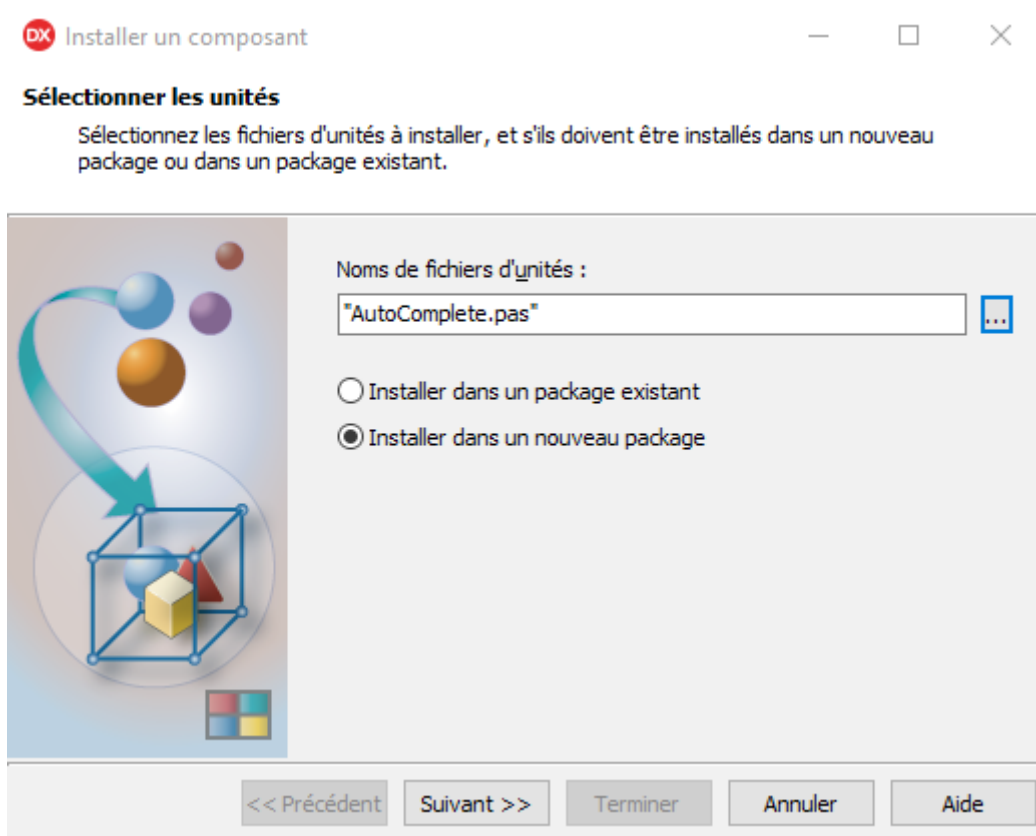 DX Installer un composant
Sélectionner les unités
Sélectionnez les fichiers d'unités à installer, et s'ils doivent être installés dans un nouveau
package ou dans un package existant.
Noms de fichiers d'unités :
"AutoComplete.pas"
...
Installer dans un package existant
Installer dans un nouveau package
<< Précédent Suivant >> Terminer Annuler Aide